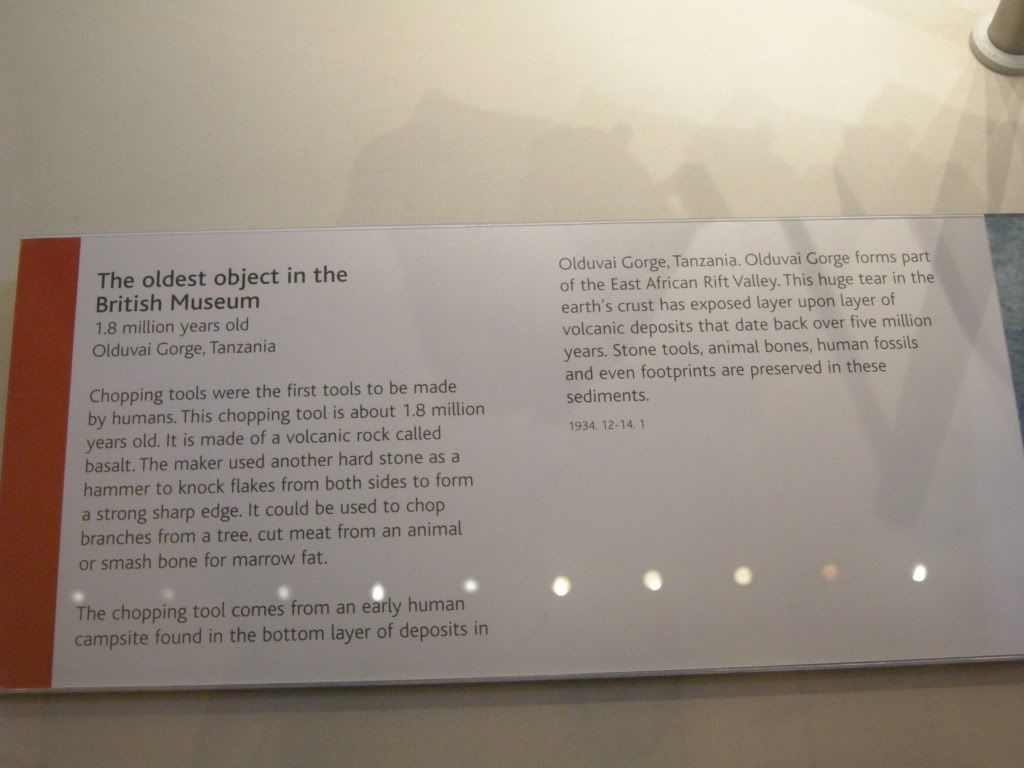 The oldest object in the
British Museum
1.8 million years old
Olduvai Gorge, Tanzania
Chopping tools were the first tools to be made
by humans. This chopping tool is about 1.8 million
years old. It is made of a volcanic rock called
basalt. The maker used another hard stone as a
hammer to knock flakes from both sides to form
a strong sharp edge. It could be used to chop
branches from a tree, cut meat from an animal
or smash bone for marrow fat.
The chopping tool comes from an early human
campsite found in the bottom layer of deposits in
Olduvai Gorge, Tanzania. Olduvai Gorge forms part
of the East African Rift Valley. This huge tear in the
earth's crust has exposed layer upon layer of
volcanic deposits that date back over five million
years. Stone tools, animal bones, human fossils
and even footprints are preserved in these
sediments.
1934. 12-14. 1